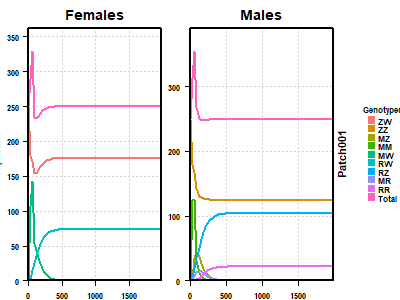 Females
Males
350
300
250
200
150
100
50
0
300
200
100
0
0
500
1000
1500
0
500
1000
1500
Patch001
Genotypes
ZW
ZZ
MZ
MM
MW
RW
RZ
MR
RR
Total